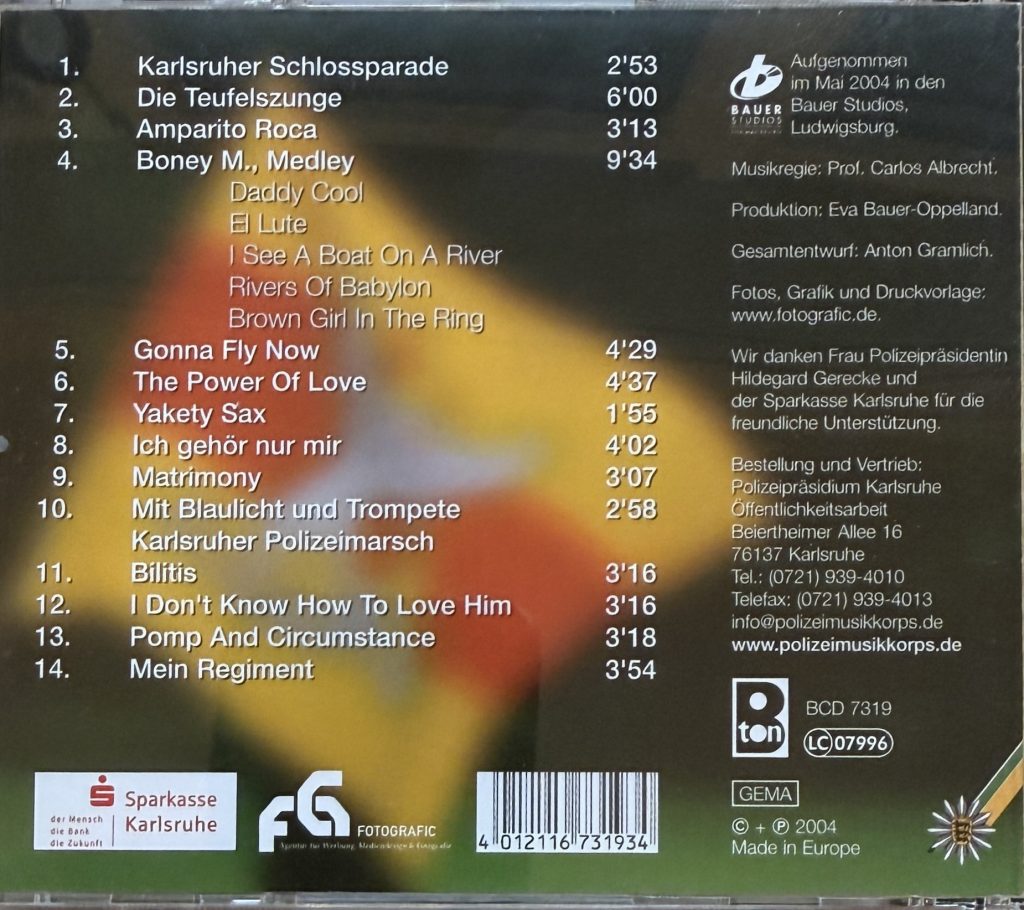 1. Karlsruher Schlossparade 2'53
2. Die Teufelszunge 6'00
3. Amparito Roca 3'13
4. Boney M., Medley 9'34
Daddy Cool
El Lute
I See A Boat On A River
Rivers Of Babylon
Brown Girl In The Ring
5. Gonna Fly Now 4'29
6. The Power Of Love 4'37
7. Yakety Sax 1'55
8. Ich gehör nur mir 4'02
9. Matrimony 3'07
10. Mit Blaulicht und Trompete 2'58
Karlsruher Polizeimarsch
11. Bilitis 3'16
12. I Don't Know How To Love Him 3'16
13. Pomp And Circumstance 3'18
14. Mein Regiment 3'54
BAUER
STUDIOS
Aufgenommen
im Mai 2004 in den
Bauer Studios,
Ludwigsburg.
Musikregie: Prof. Carlos Albrecht.
Produktion: Eva Bauer-Oppelland.
Gesamtentwurf: Anton Gramlich.
Fotos, Grafik und Druckvorlage:
www.fotografic.de.
Wir danken Frau Polizeipräsidentin
Hildegard Gerecke und
der Sparkasse Karlsruhe für die
freundliche Unterstützung.
Bestellung und Vertrieb:
Polizeipräsidium Karlsruhe
Öffentlichkeitsarbeit
Beiertheimer Allee 16
76137 Karlsruhe
Tel.: (0721) 939-4010
Telefax: (0721) 939-4013
info@polizeimusikkorps.de
www.polizeimusikkorps.de
B ton
BCD 7319
LC 07996
GEMA
© + ℗ 2004
Made in Europe
der Mensch
die Bank
die Zukunft
Sparkasse
Karlsruhe
FG FOTOGRAFIC
Agentur für Werbung, Mediendesign & Fotografie
4 012116 731934